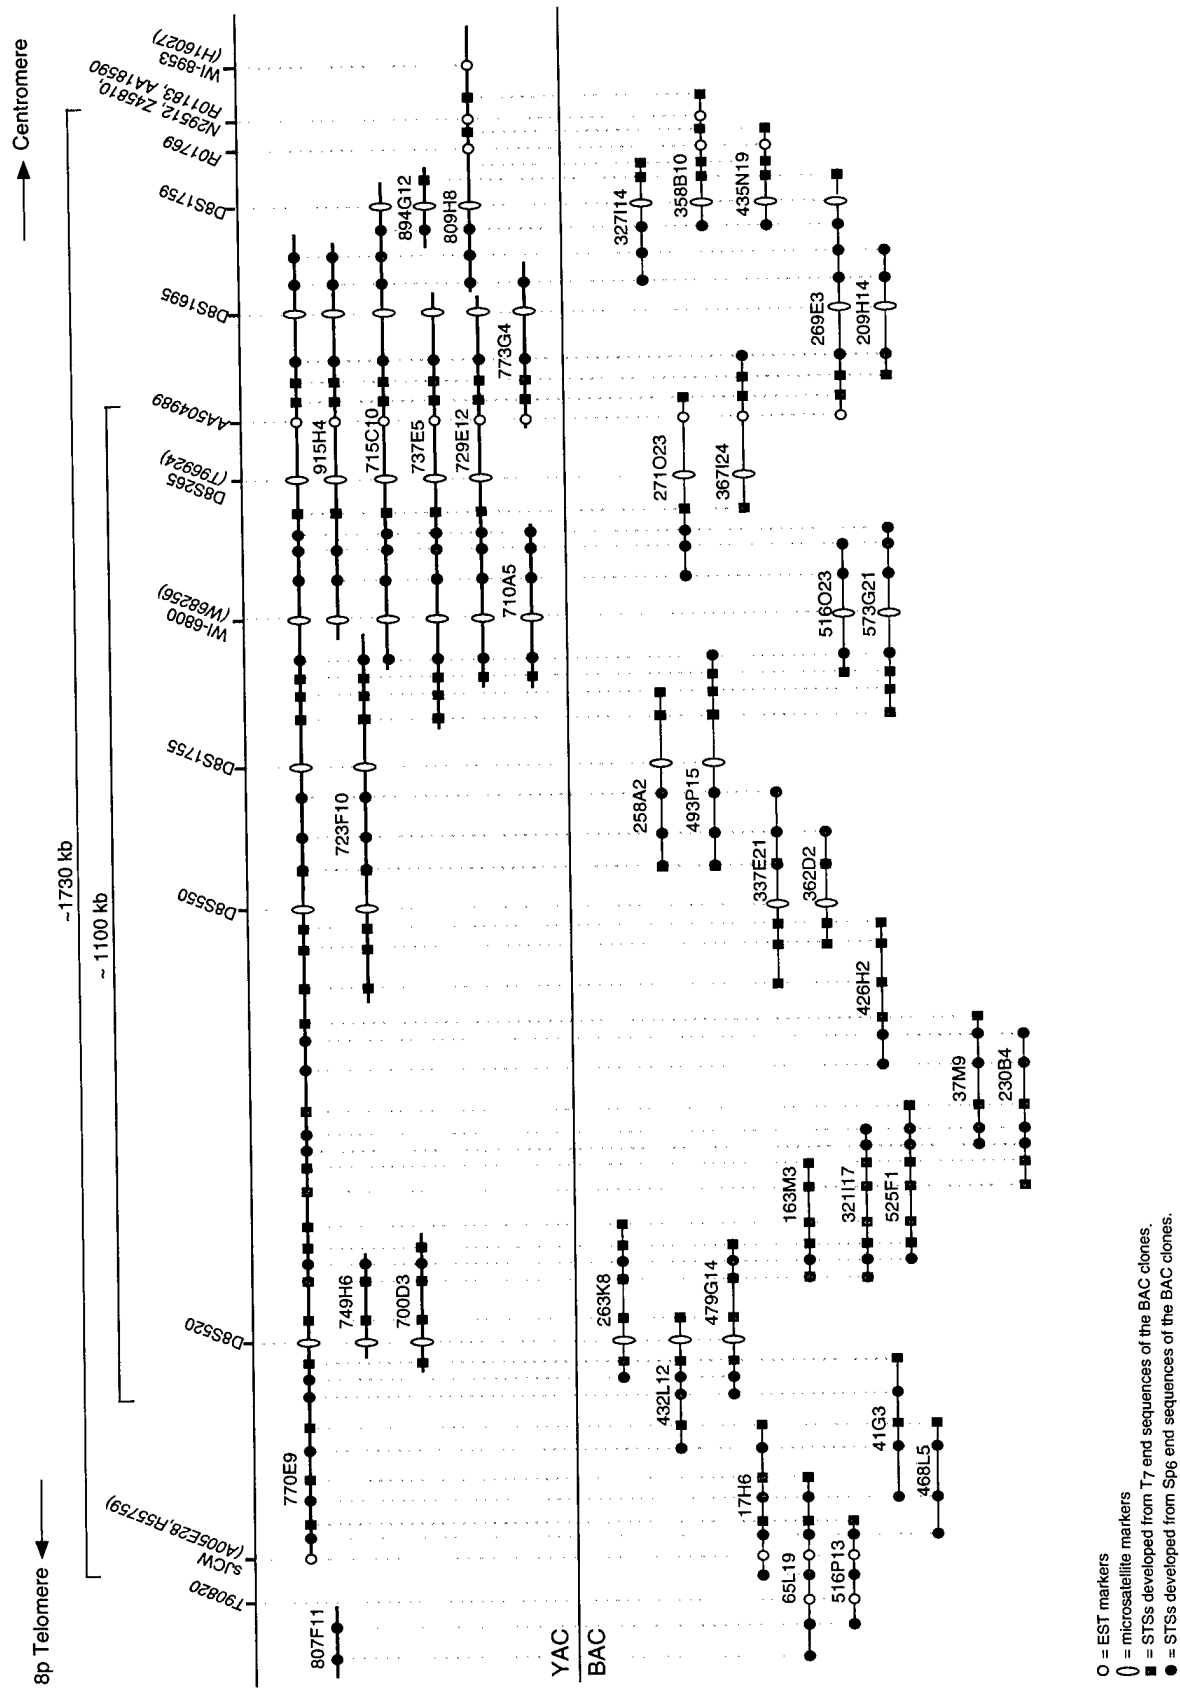 8p Telomere
Centromere
~1730 kb
~ 1100 kb
T90820
sJCW
(A005E28,R55759)
D8S520
D8S550
D8S1755
WI-6800
(W68256)
D8S265
(T96924)
AA504989
D8S1695
D8S1759
R01769
N29512, Z45810,
R01183, AA18590
WI-8953
(H16027)
807F11
770E9
749H6
700D3
723F10
915H4
715C10
737E5
729E12
710A5
773G4
894G12
809H8
YAC
BAC
263K8
432L12
479G14
17H6
65L19
516P13
41G3
468L5
163M3
321I17
525F1
37M9
230B4
426H2
337E21
362D2
258A2
493P15
516O23
573G21
271O23
367I24
269E3
209H14
327I14
358B10
435N19
= EST markers
= microsatellite markers
= STSs developed from T7 end sequences of the BAC clones.
= STSs developed from Sp6 end sequences of the BAC clones.